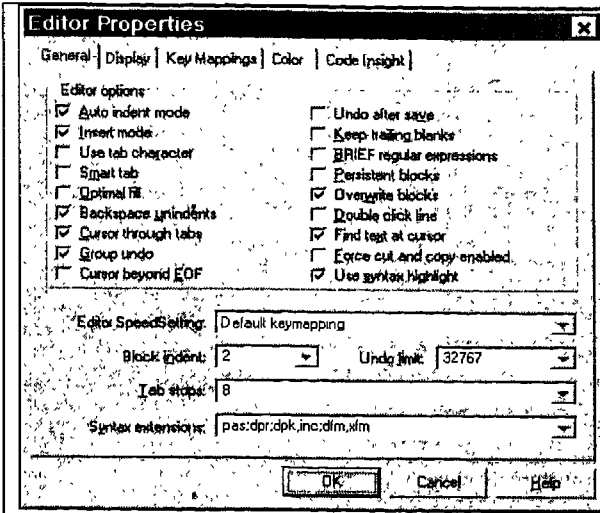 Editor Properties
General Display Key Mappings Color Code Insight
Editor options
Auto indent mode
Insert mode
Use tab character
Smart tab
Optimal fill
Backspace unindents
Cursor through tabs
Group undo
Cursor beyond EOF
Undo after save
Keep trailing blanks
BRIEF regular expressions
Persistent blocks
Overwrite blocks
Double click line
Find text at cursor
Force cut and copy enabled
Use syntax highlight
Editor SpeedSetting: Default keymapping
Block indent: 2 Undo limit: 32767
Tab stops: 8
Syntax extensions: pas;dpr;dpk,inc;dfm,xfm
OK Cancel Help